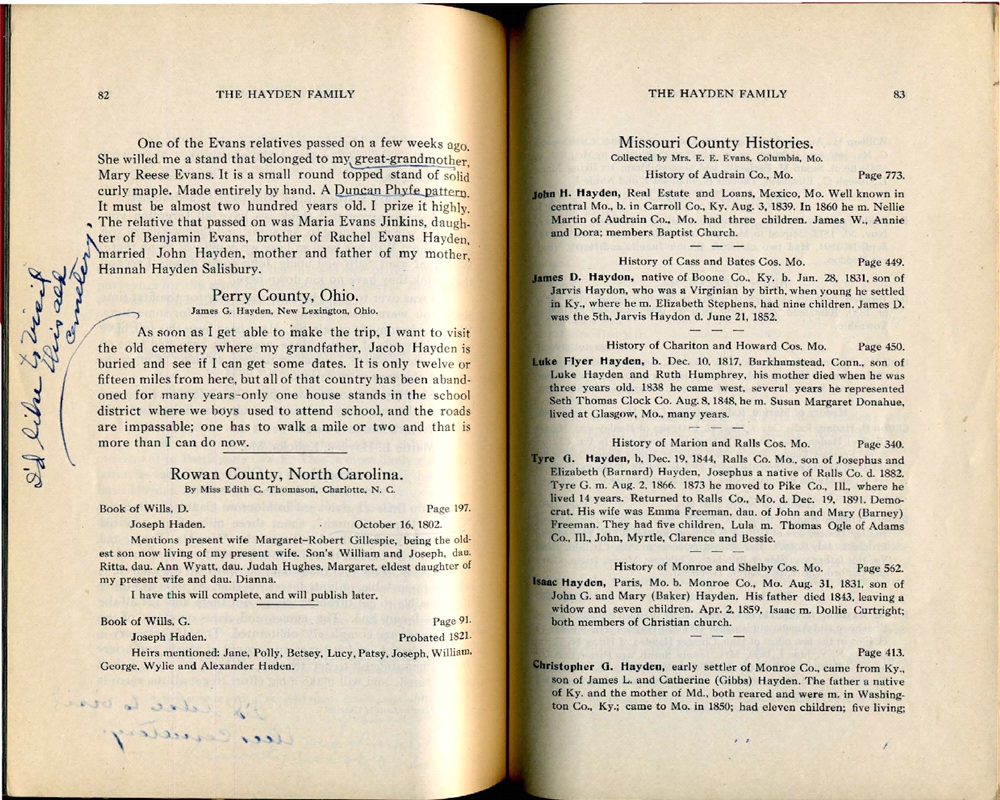 82 THE HAYDEN FAMILY
One of the Evans relatives passed on a few weeks ago.
She willed me a stand that belonged to my great-grandmother,
Mary Reese Evans. It is a small round topped stand of solid
curly maple. Made entirely by hand. A Duncan Phyfe pattern.
It must be almost two hundred years old. I prize it highly.
The relative that passed on was Maria Evans Jinkins, daugh-
ter of Benjamin Evans, brother of Rachel Evans Hayden,
married John Hayden, mother and father of my mother,
Hannah Hayden Salisbury.
Perry County, Ohio.
James G. Hayden, New Lexington, Ohio.
As soon as I get able to make the trip, I want to visit
the old cemetery where my grandfather, Jacob Hayden is
buried and see if I can get some dates. It is only twelve or
fifteen miles from here, but all of that country has been aband-
oned for many years-only one house stands in the school
district where we boys used to attend school, and the roads
are impassable; one has to walk a mile or two and that is
more than I can do now.
I'd like to visit
this old
cemetery.
Rowan County, North Carolina.
By Miss Edith C. Thomason, Charlotte, N. C.
Book of Wills, D. Page 197.
Joseph Haden. October 16, 1802.
Mentions present wife Margaret-Robert Gillespie, being the old-
est son now living of my present wife. Son's William and Joseph, dau.
Ritta, dau. Ann Wyatt, dau. Judah Hughes, Margaret, eldest daughter of
my present wife and dau. Dianna.
I have this will complete, and will publish later.
Book of Wills, G. Page 91.
Joseph Haden. Probated 1821.
Heirs mentioned: Jane, Polly, Betsey, Lucy, Patsy, Joseph, William,
George, Wylie and Alexander Haden.
THE HAYDEN FAMILY 83
Missouri County Histories.
Collected by Mrs. E. E. Evans, Columbia, Mo.
History of Audrain Co., Mo. Page 773.
John H. Hayden, Real Estate and Loans, Mexico, Mo. Well known in
central Mo., b. in Carroll Co., Ky. Aug. 3, 1839. In 1860 he m. Nellie
Martin of Audrain Co., Mo. had three children. James W., Annie
and Dora; members Baptist Church.
History of Cass and Bates Cos. Mo. Page 449.
James D. Haydon, native of Boone Co., Ky. b. Jun. 28, 1831, son of
Jarvis Haydon, who was a Virginian by birth, when young he settled
in Ky., where he m. Elizabeth Stephens, had nine children. James D.
was the 5th, Jarvis Haydon d. June 21, 1852.
History of Chariton and Howard Cos. Mo. Page 450.
Luke Flyer Hayden, b. Dec. 10, 1817, Barkhamstead, Conn., son of
Luke Hayden and Ruth Humphrey, his mother died when he was
three years old. 1838 he came west, several years he represented
Seth Thomas Clock Co. Aug. 8, 1848, he m. Susan Margaret Donahue,
lived at Glasgow, Mo., many years.
History of Marion and Ralls Cos. Mo. Page 340.
Tyre G. Hayden, b, Dec. 19, 1844, Ralls Co. Mo., son of Josephus and
Elizabeth (Barnard) Hayden, Josephus a native of Ralls Co. d. 1882.
Tyre G. m. Aug. 2, 1866. 1873 he moved to Pike Co., Ill., where he
lived 14 years. Returned to Ralls Co., Mo. d. Dec. 19, 1891. Demo-
crat. His wife was Emma Freeman, dau. of John and Mary (Barney)
Freeman. They had five children, Lula m. Thomas Ogle of Adams
Co., Ill., John, Myrtle, Clarence and Bessie.
History of Monroe and Shelby Cos. Mo. Page 562.
Isaac Hayden, Paris, Mo. b. Monroe Co., Mo. Aug. 31, 1831, son of
John G. and Mary (Baker) Hayden. His father died 1843, leaving a
widow and seven children. Apr. 2, 1859, Isaac m. Dollie Curtright;
both members of Christian church.
Page 413.
Christopher G. Hayden, early settler of Monroe Co., came from Ky.,
son of James L. and Catherine (Gibbs) Hayden. The father a native
of Ky. and the mother of Md., both reared and were m. in Washing-
ton Co., Ky.; came to Mo. in 1850; had eleven children; five living;